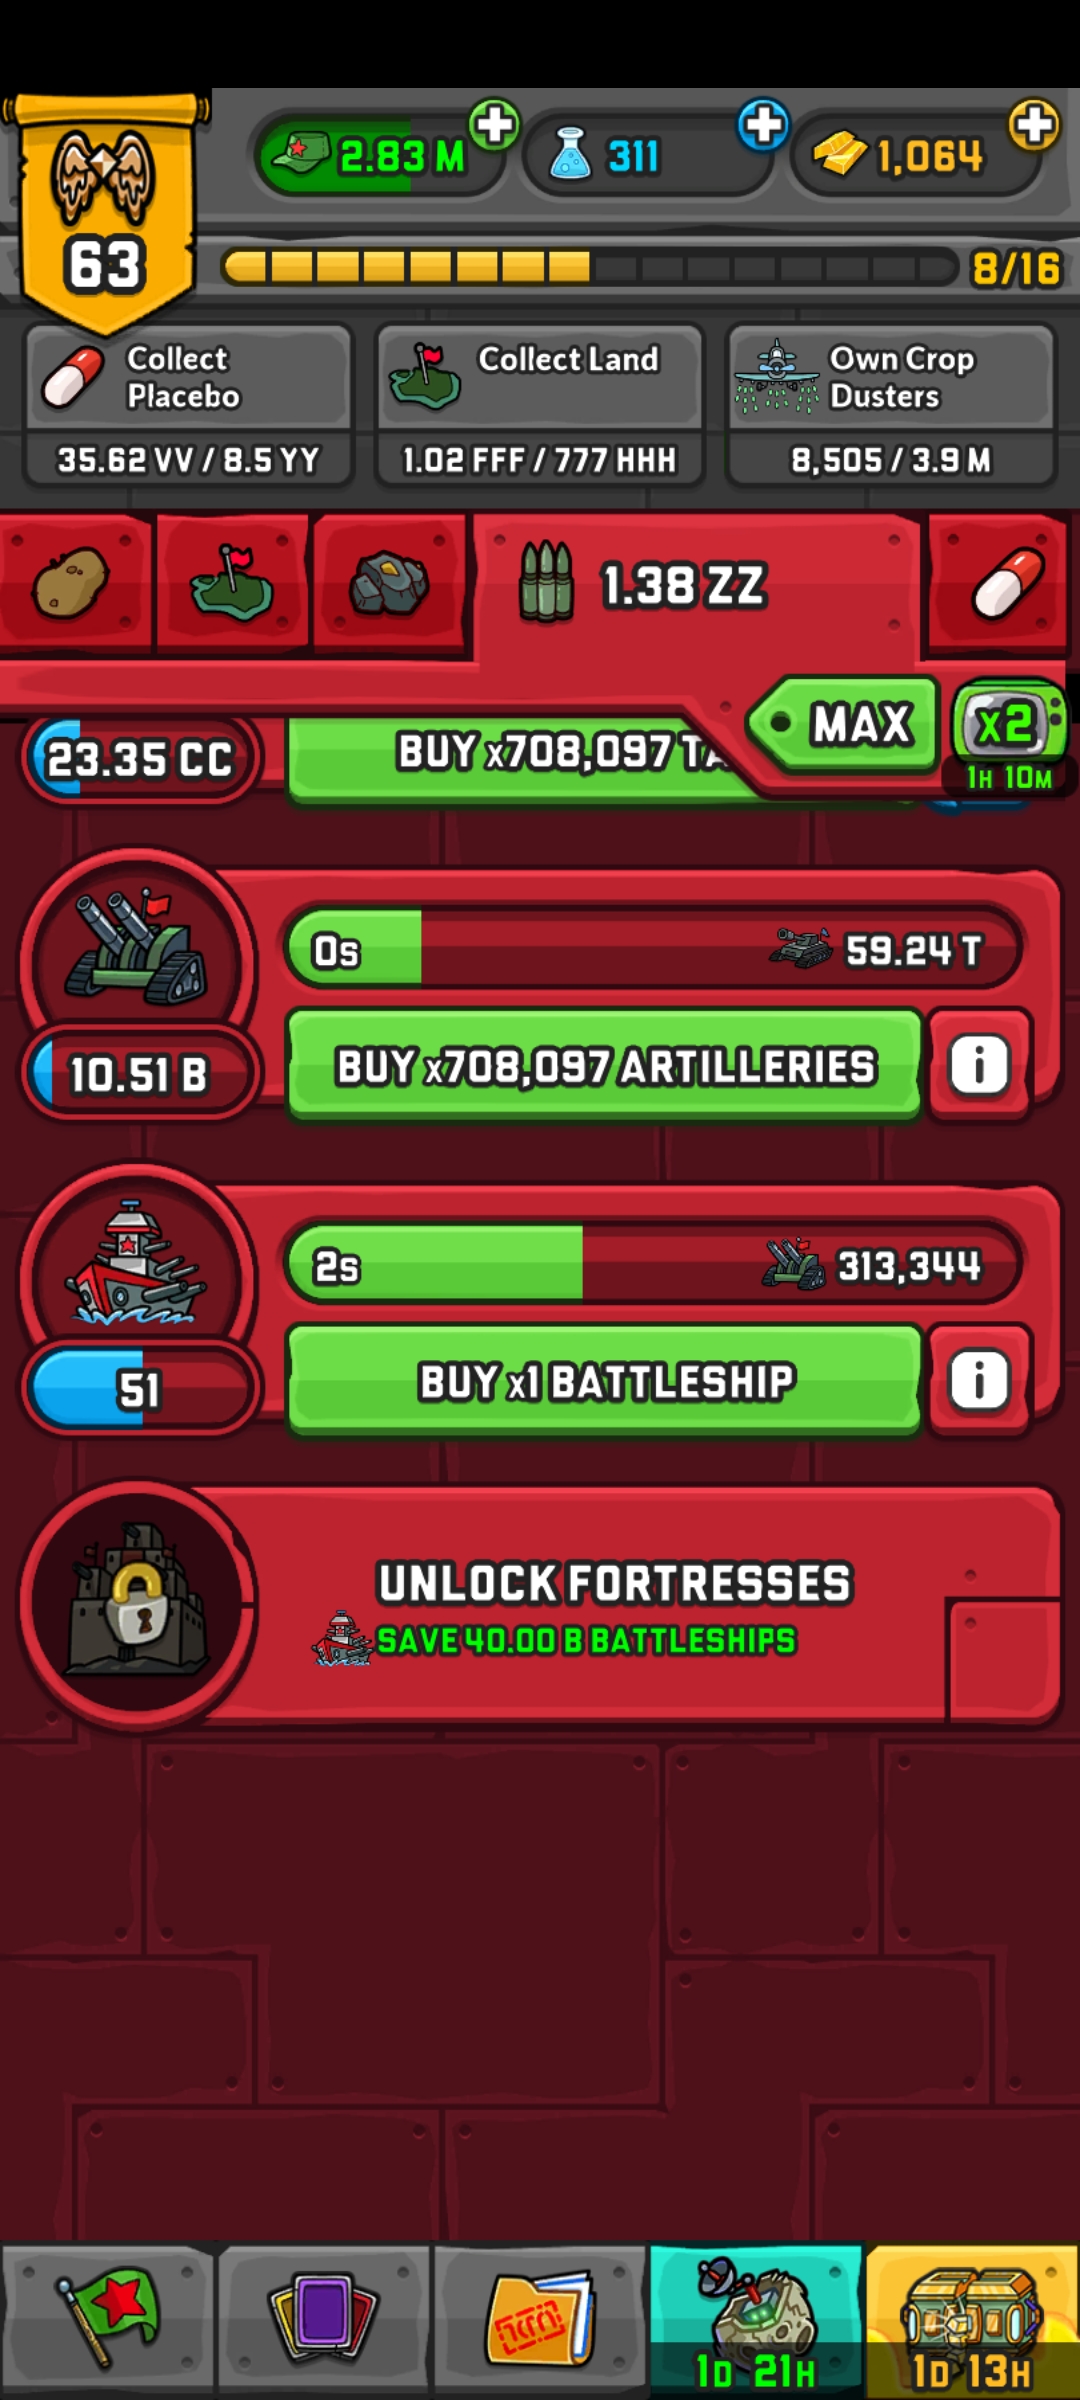 2.83 M
311
1,064
63
8/16
Collect
Placebo
35.62 VV / 8.5 YY
Collect Land
1.02 FFF / 777 HHH
Own Crop
Dusters
8,505 / 3.9 M
1.38 ZZ
MAX
x2
1H 10M
23.35 CC
BUY x708,097 TA
0s
59.24 T
10.51 B
BUY x708,097 ARTILLERIES
i
2s
313,344
51
BUY x1 BATTLESHIP
i
UNLOCK FORTRESSES
SAVE 40.00 B BATTLESHIPS
1D 21H
1D 13H